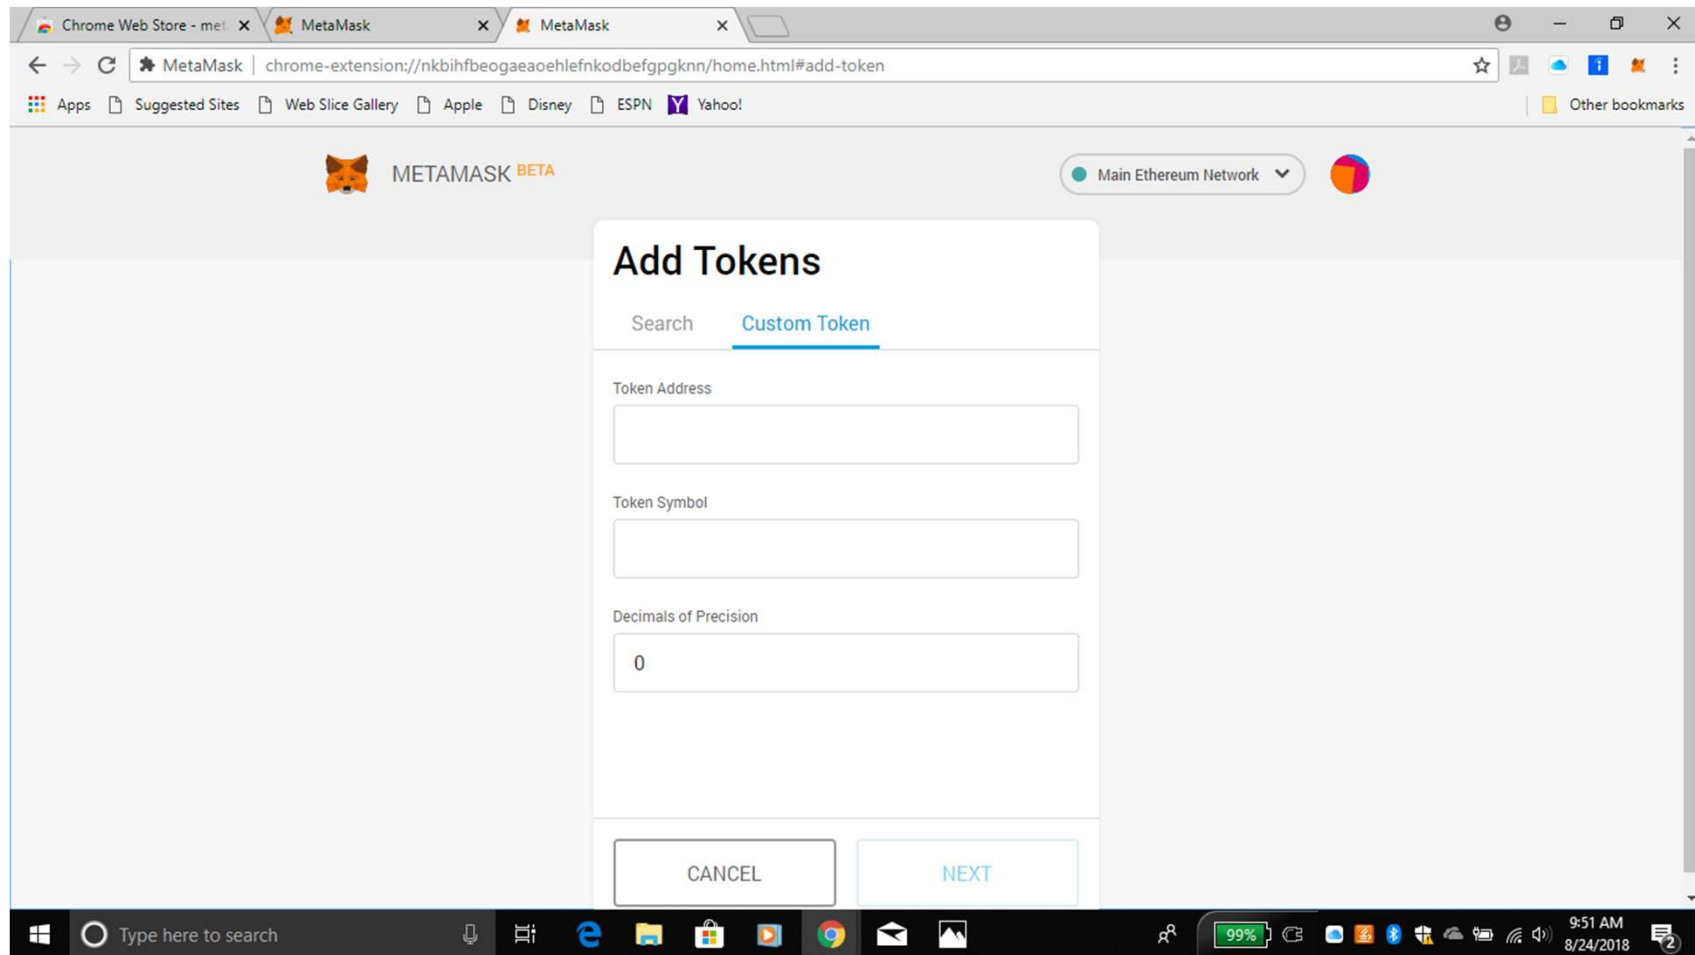 Chrome Web Store - met
MetaMask
MetaMask
MetaMask | chrome-extension://nkbihfbeogaeaoehlefnkodbefgpgknn/home.html#add-token
Apps Suggested Sites Web Slice Gallery Apple Disney ESPN Yahoo! Other bookmarks
METAMASK BETA
Main Ethereum Network
Add Tokens
Search Custom Token
Token Address
Token Symbol
Decimals of Precision
0
CANCEL NEXT
Type here to search
99%
9:51 AM
8/24/2018
2